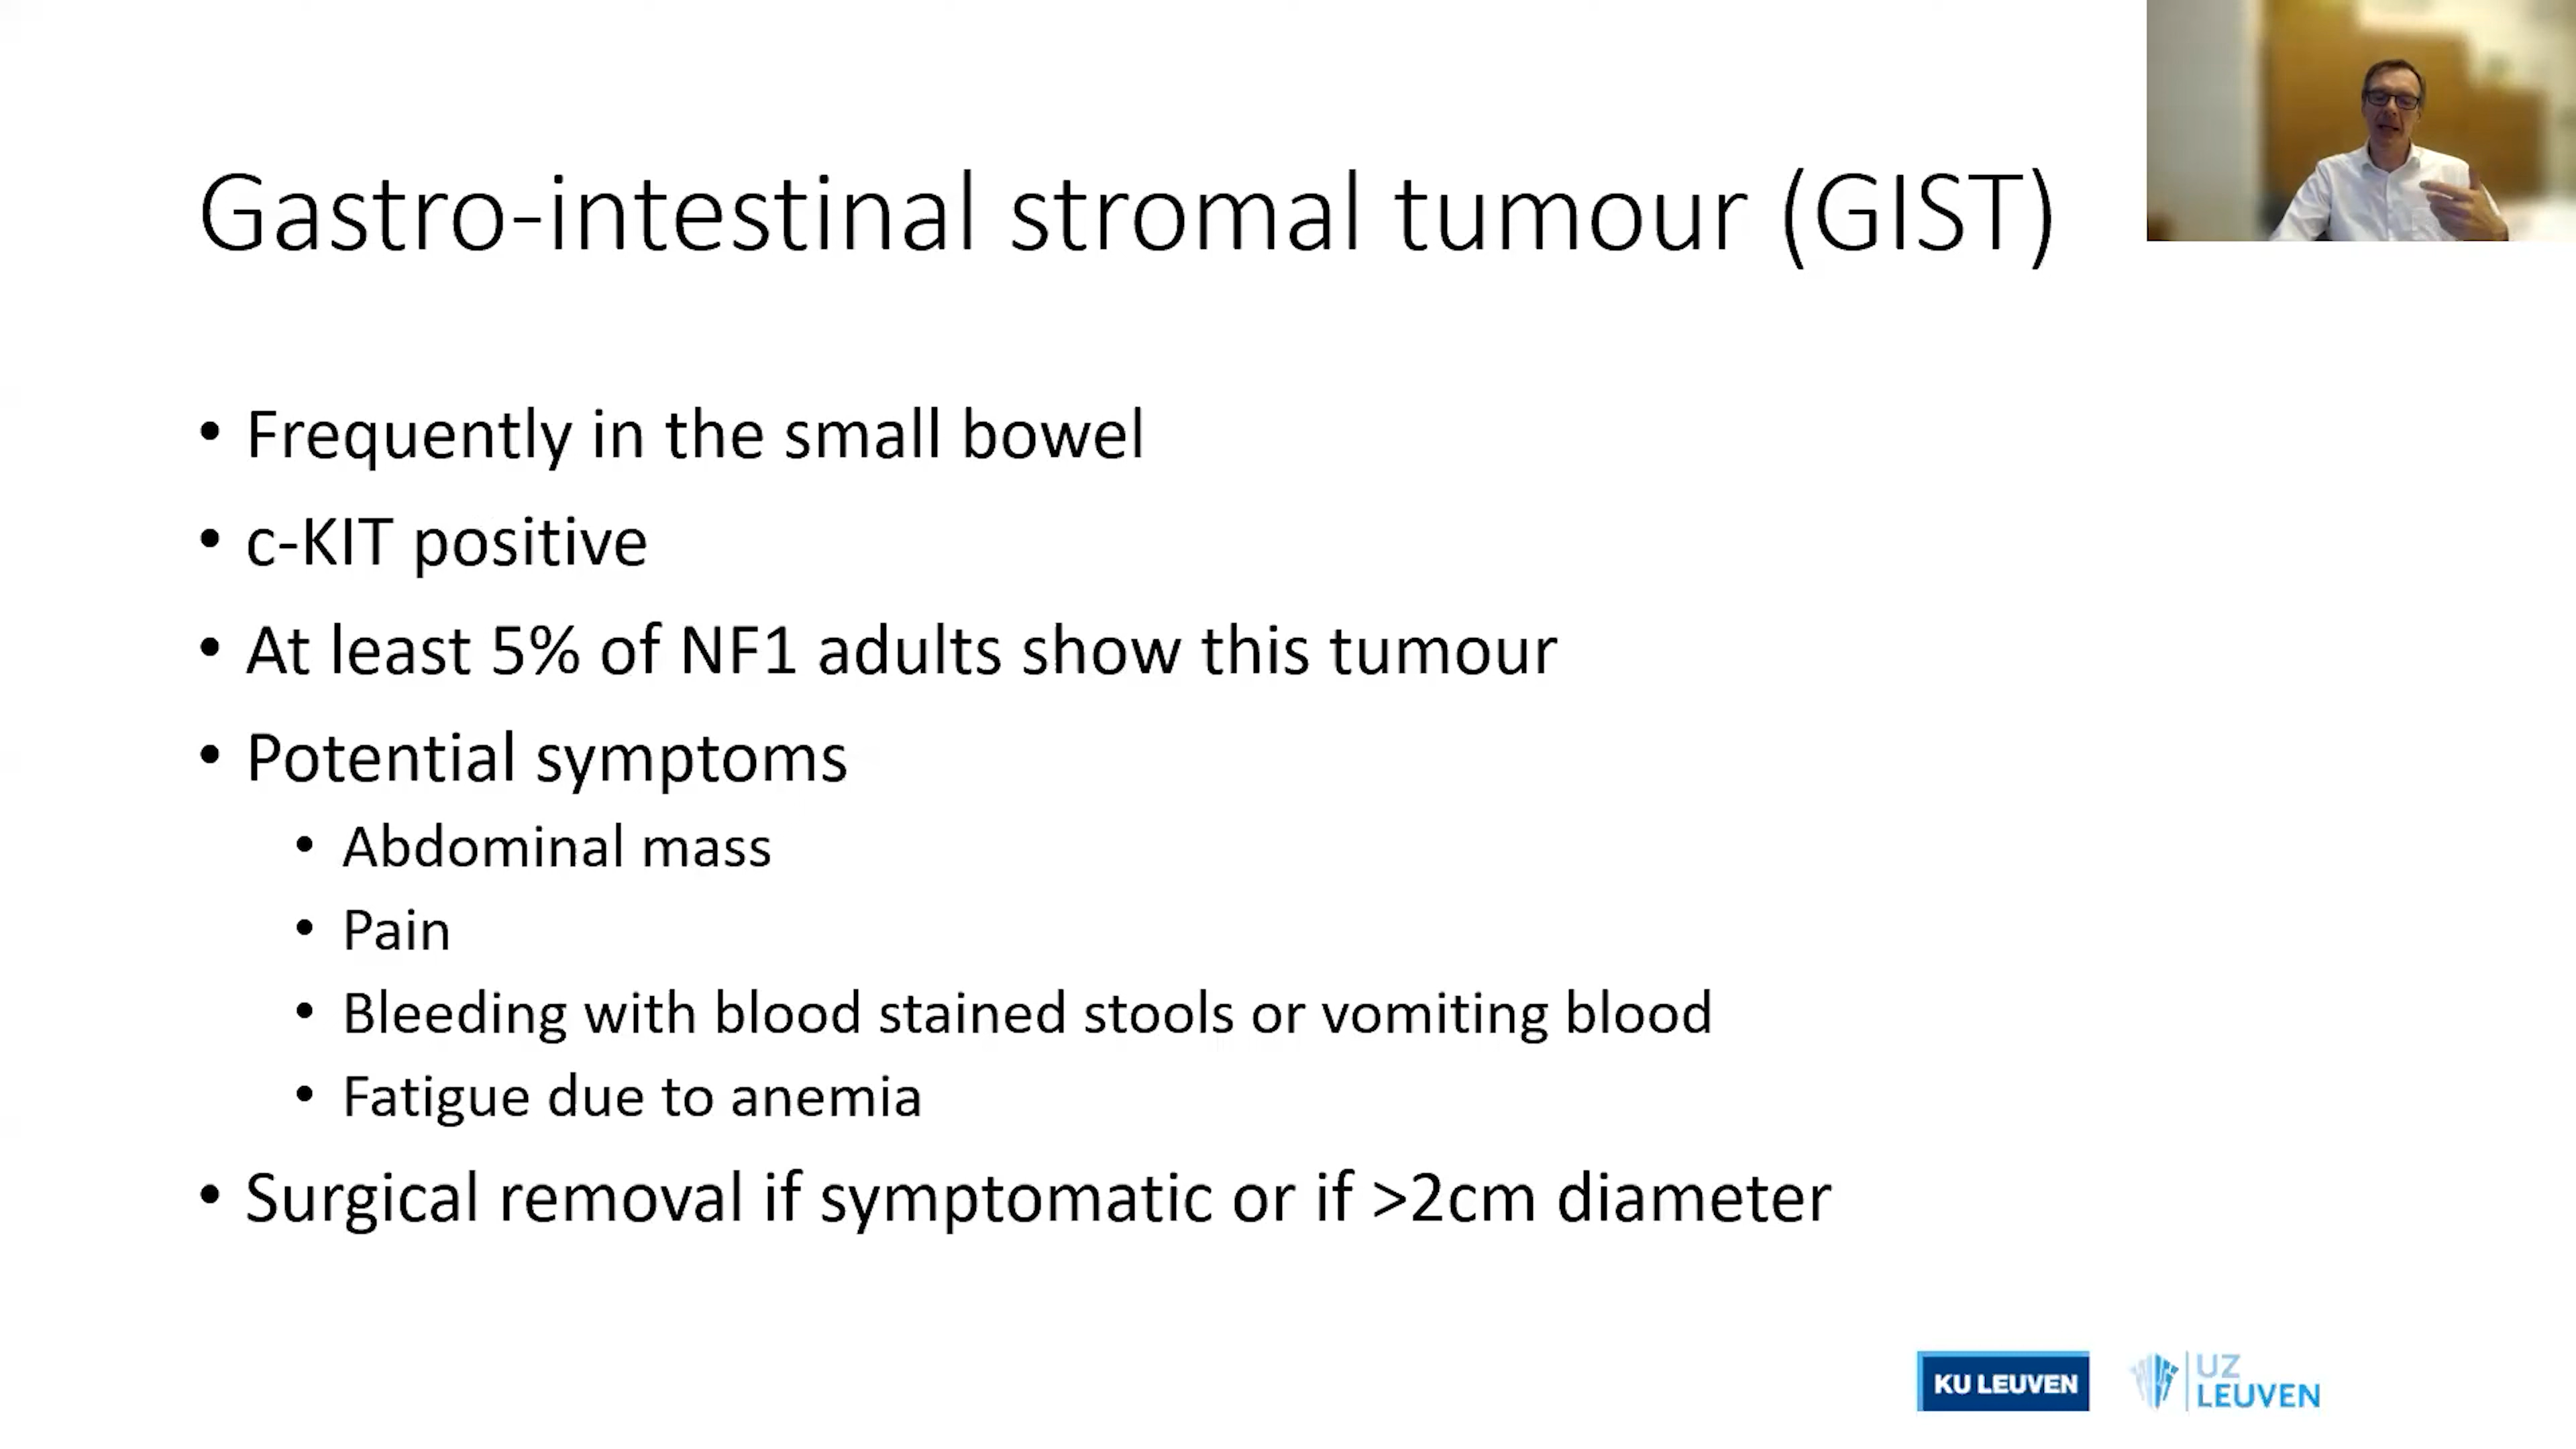 Gastro-intestinal stromal tumour (GIST)
• Frequently in the small bowel
• c-KIT positive
• At least 5% of NF1 adults show this tumour
• Potential symptoms
• Abdominal mass
• Pain
• Bleeding with blood stained stools or vomiting blood
• Fatigue due to anemia
• Surgical removal if symptomatic or if >2cm diameter
KU LEUVEN
UZ
LEUVEN